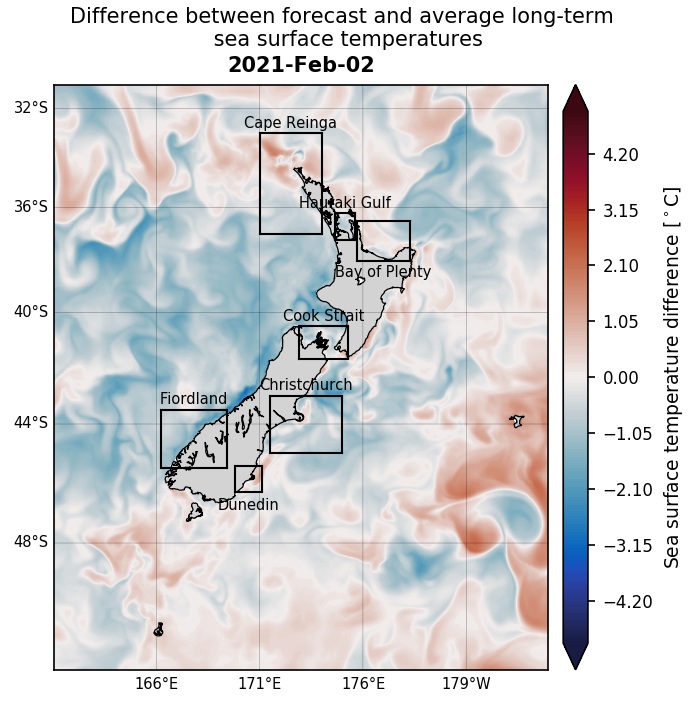 Difference between forecast and average long-term
sea surface temperatures
2021-Feb-02
32°S
36°S
40°S
44°S
48°S
166°E
171°E
176°E
179°W
Cape Reinga
Hauraki Gulf
Bay of Plenty
Cook Strait
Christchurch
Fiordland
Dunedin
4.20
3.15
2.10
1.05
0.00
−1.05
−2.10
−3.15
−4.20
Sea surface temperature difference [°C]